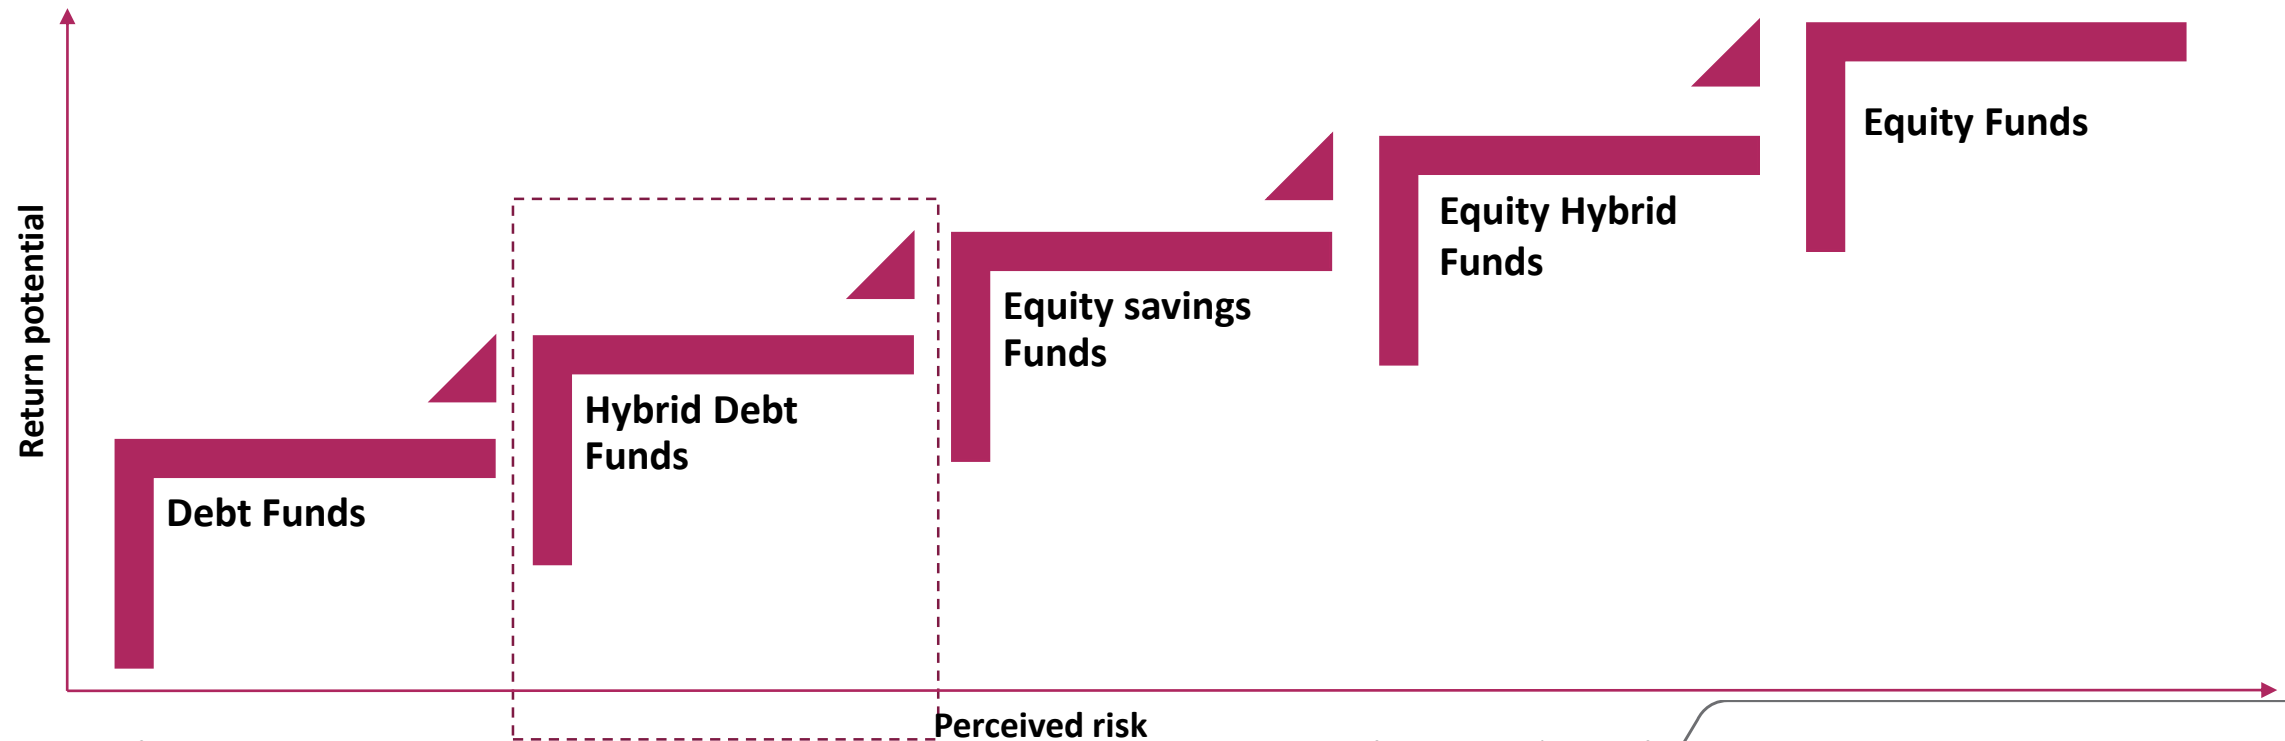 Return potential
Equity Funds
Equity Hybrid
Funds
Equity savings
Funds
Hybrid Debt
Funds
Debt Funds
Perceived risk